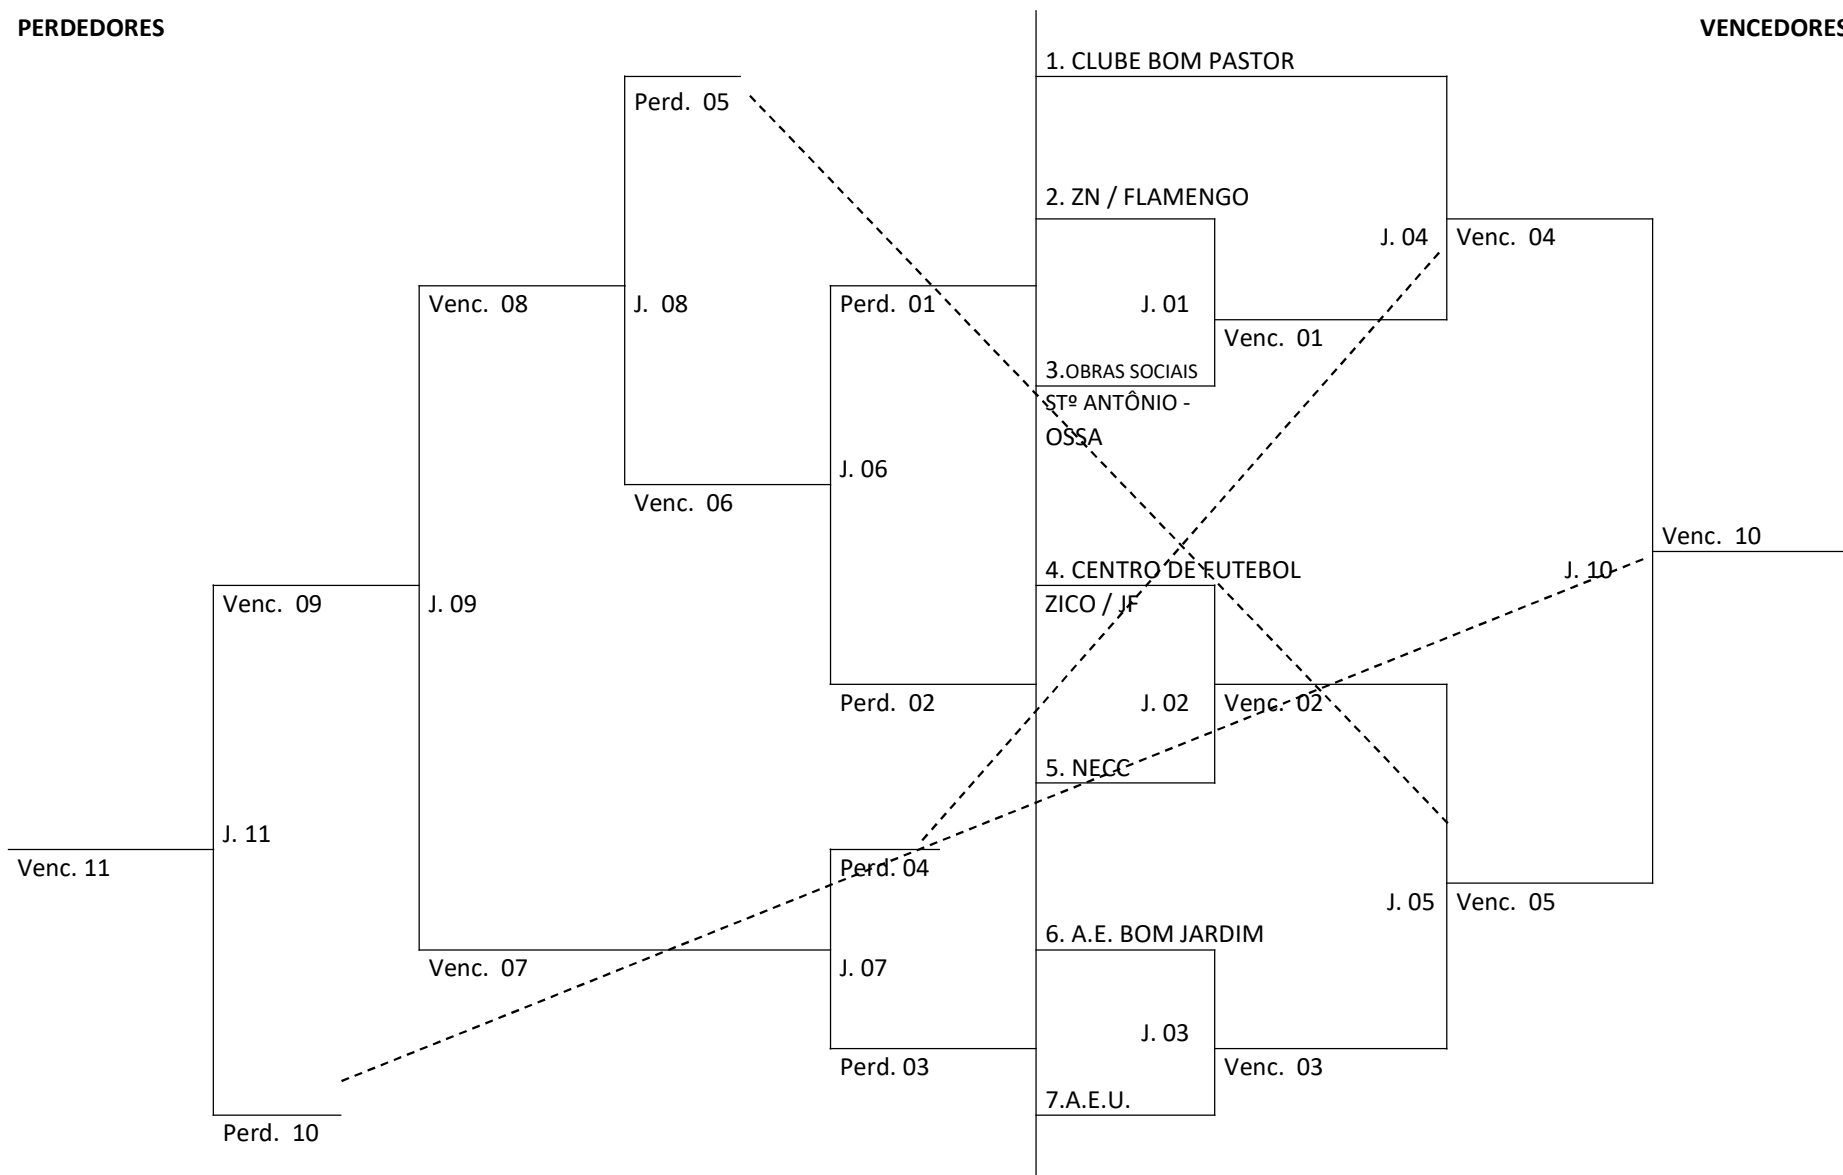 PERDEDORES
VENCEDORES
1. CLUBE BOM PASTOR
Perd. 05
2. ZN / FLAMENGO
J. 04
Venc. 04
Venc. 08
J. 08
Perd. 01
J. 01
Venc. 01
3.OBRAS SOCIAIS
STº ANTÔNIO -
OSSA
J. 06
Venc. 06
Venc. 10
4. CENTRO DE FUTEBOL
ZICO / JF
J. 10
Venc. 09
J. 09
Perd. 02
J. 02
Venc. 02
5. NECC
J. 11
Venc. 11
Perd. 04
J. 05
Venc. 05
6. A.E. BOM JARDIM
Venc. 07
J. 07
J. 03
Perd. 03
Venc. 03
7.A.E.U.
Perd. 10